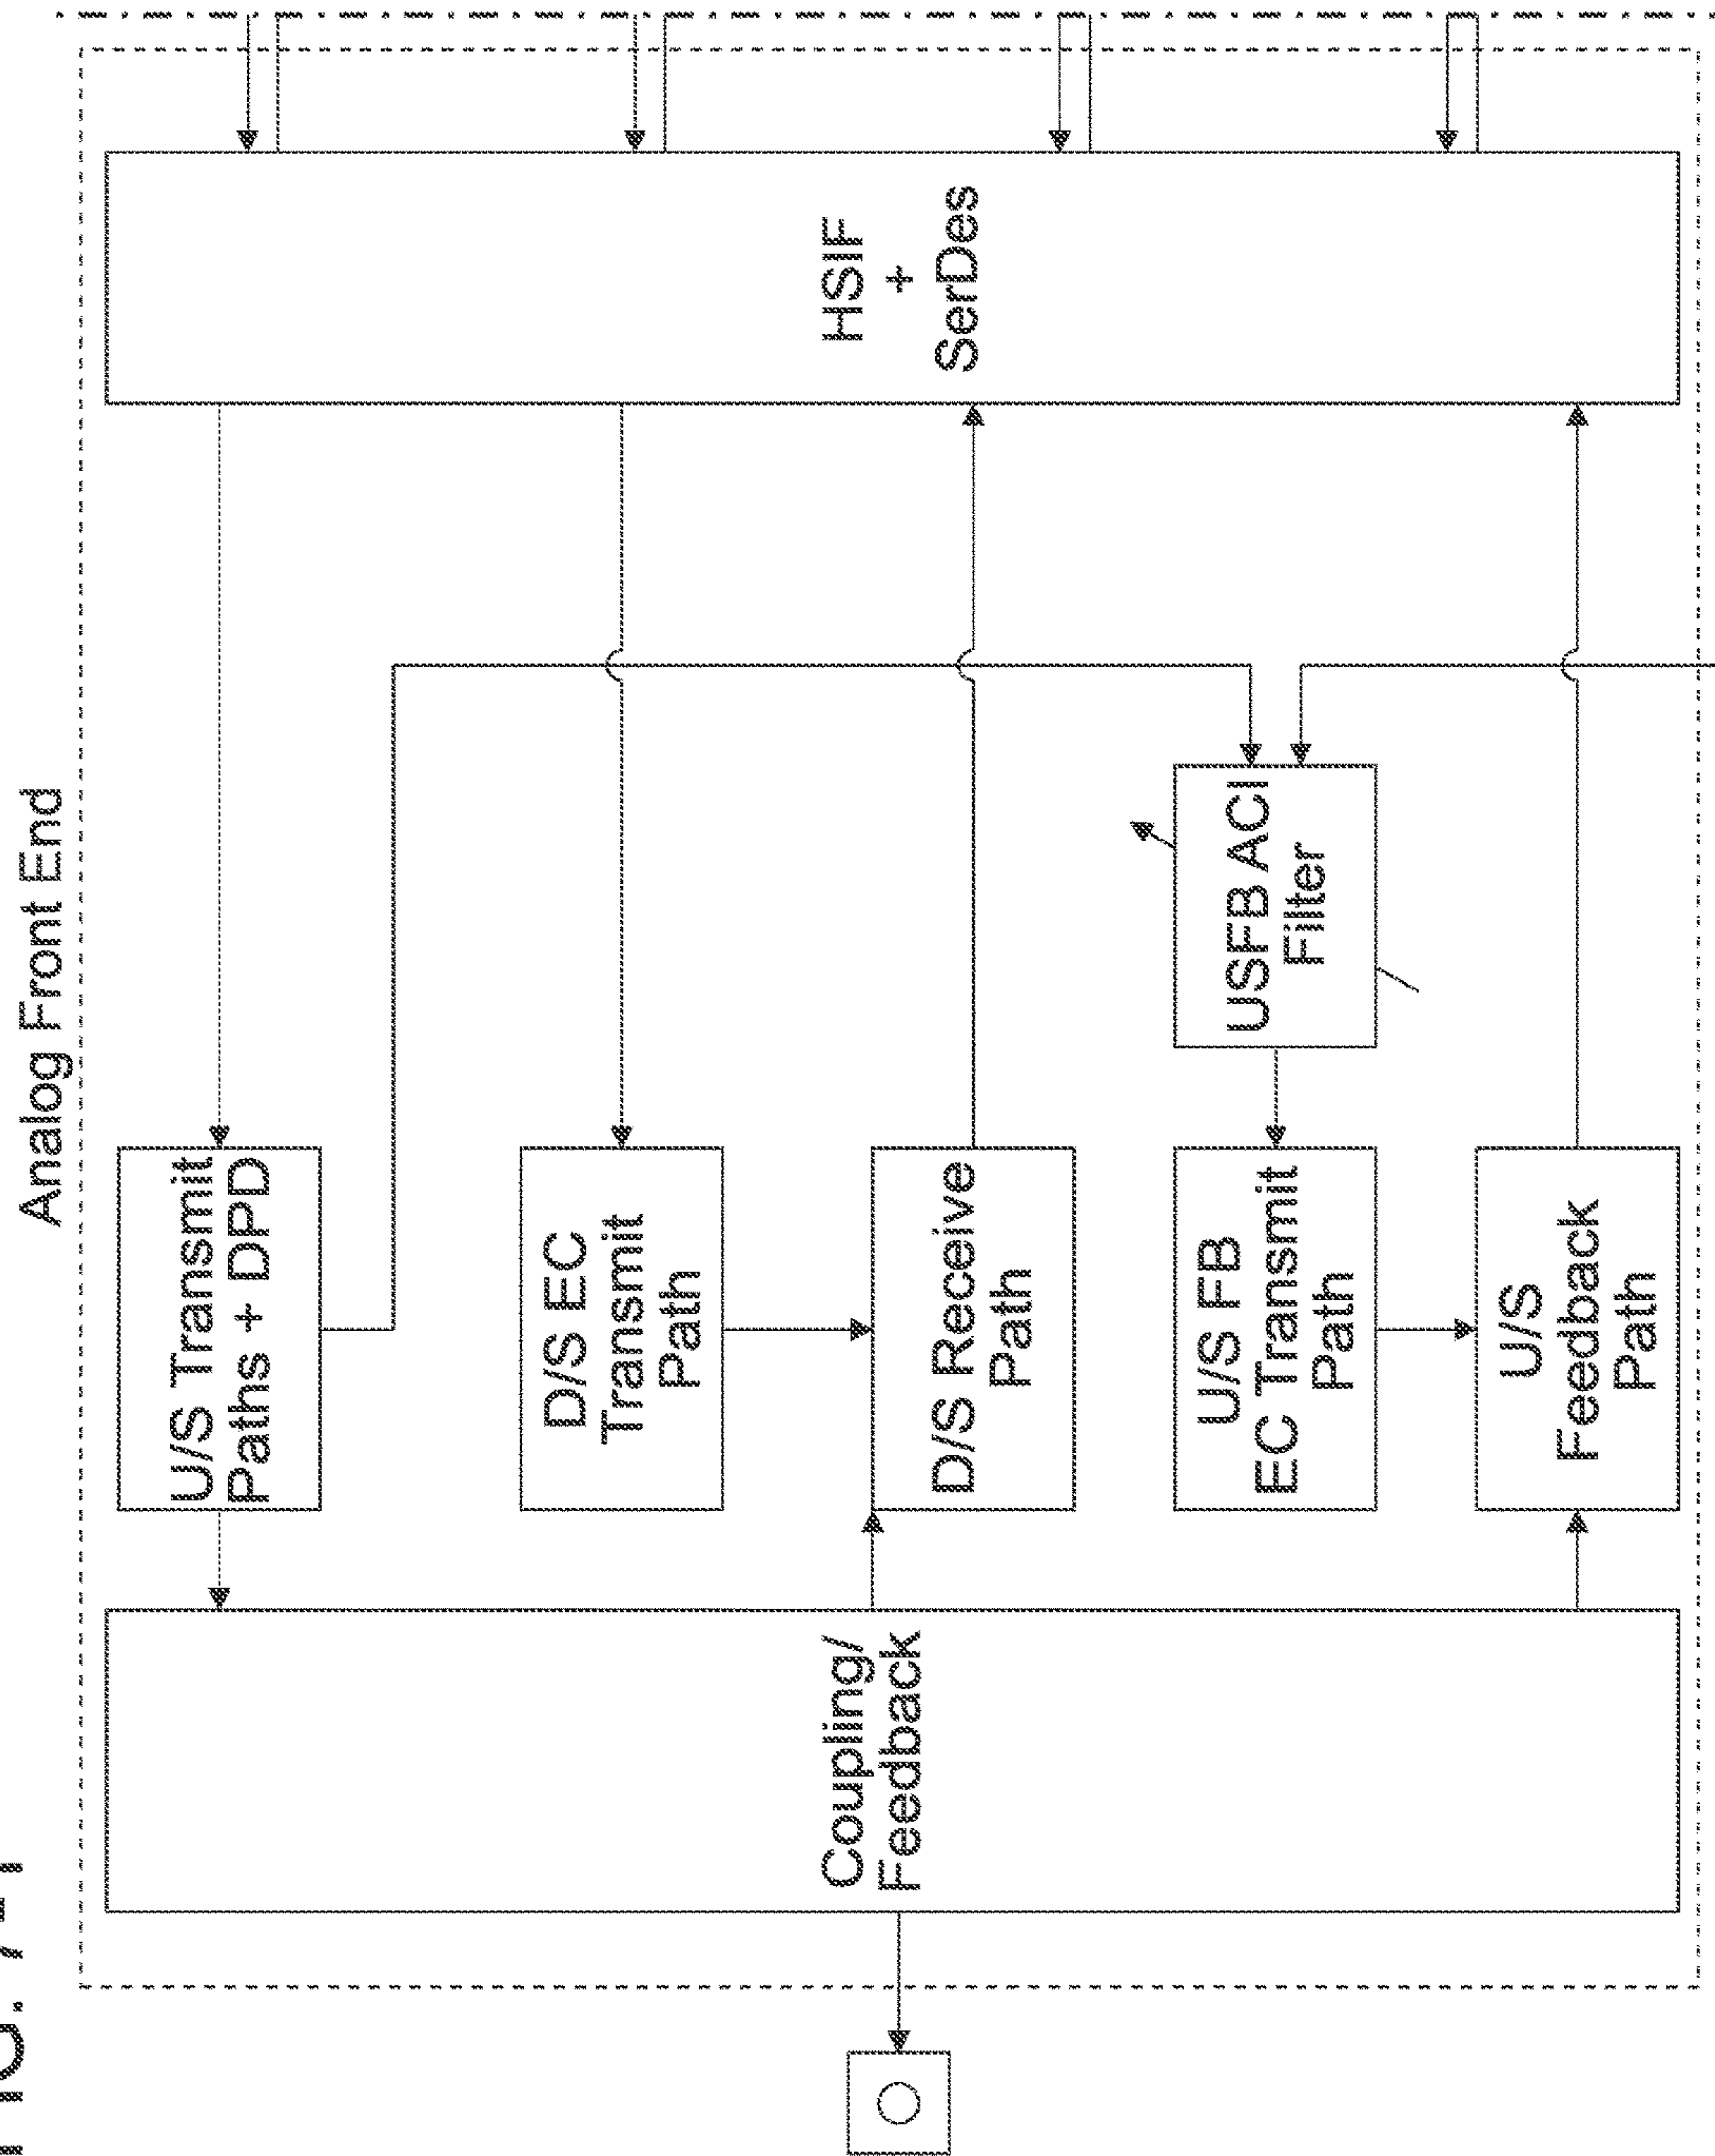 FIG.
Analog Front End
U/S Transmit
Paths + DPD
D/S EC
Transmit
Path
Coupling/
Feedback
D/S Receive
Path
HSIF
+
SerDes
U/S FB
EC Transmit
Path
USFB ACI
Filter
U/S
Feedback
Path